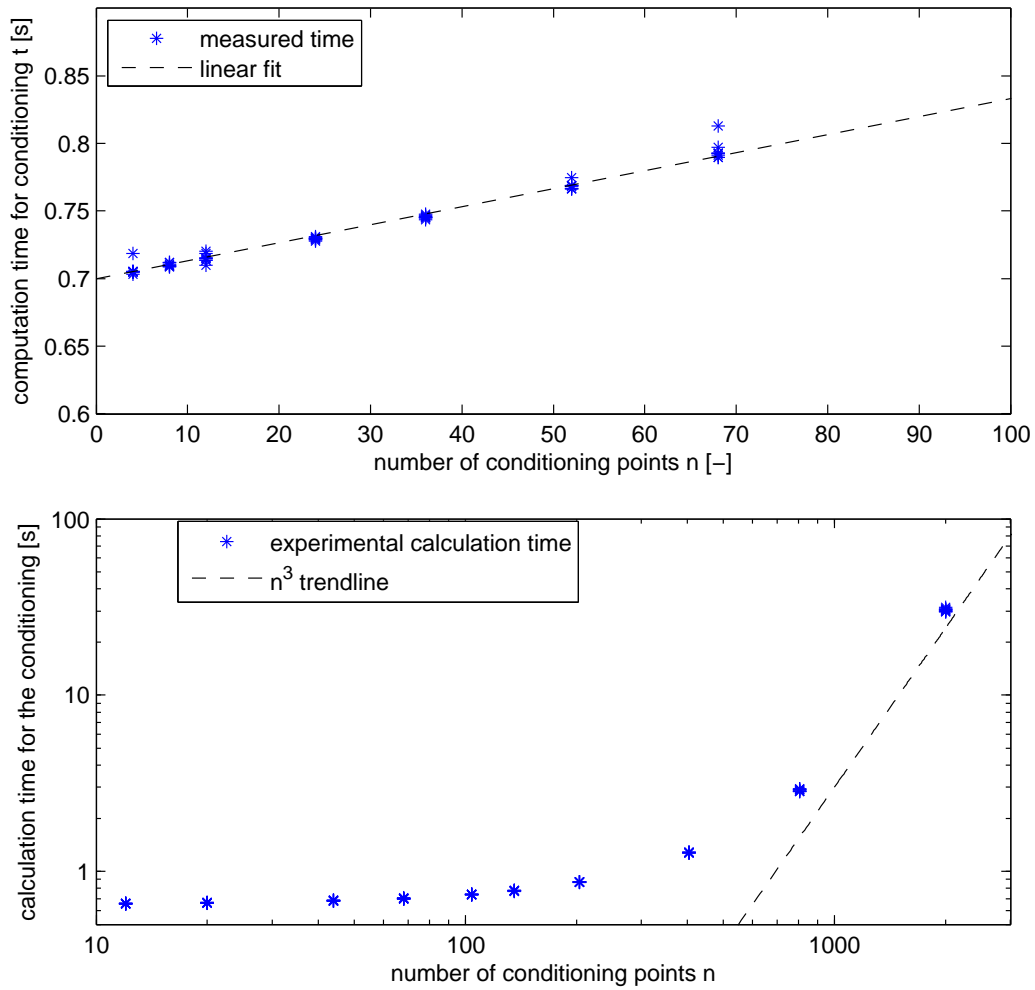 measured time
linear fit
computation time for conditioning t [s]
0.85
0.8
0.75
0.7
0.65
0.6
0 10 20 30 40 50 60 70 80 90 100
number of conditioning points n [−]
experimental calculation time
n³ trendline
calculation time for the conditioning [s]
100
10
1
10 100 1000
number of conditioning points n